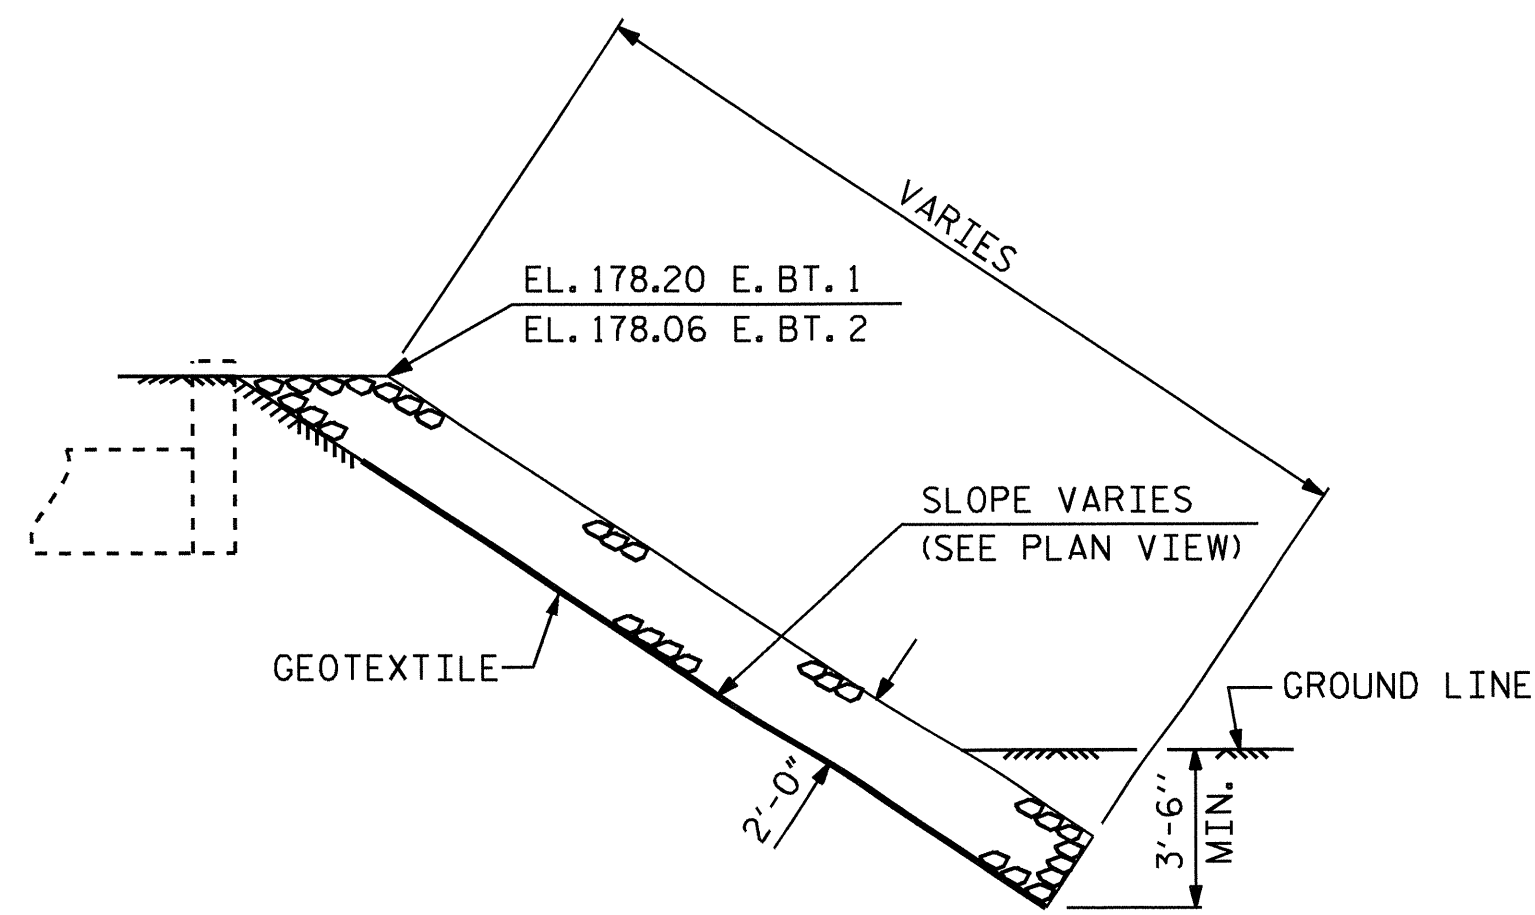 VARIES
EL. 178.20 E. BT. 1
EL. 178.06 E. BT. 2
SLOPE VARIES
(SEE PLAN VIEW)
GEOTEXTILE
GROUND LINE
2'-0"
3'-6"
MIN.